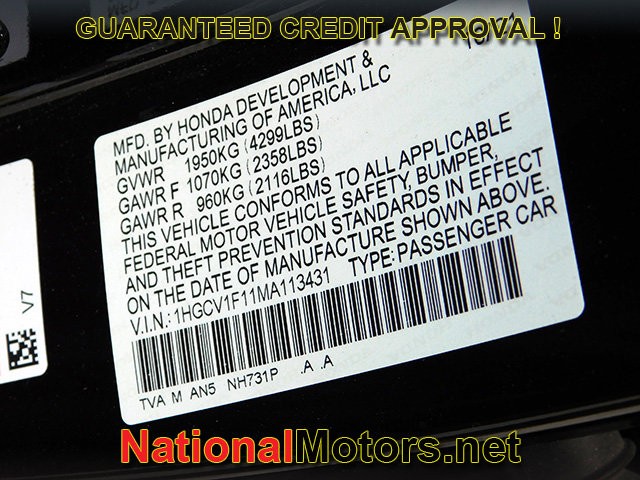 GUARANTEED CREDIT APPROVAL !
MFD. BY HONDA DEVELOPMENT &
MANUFACTURING OF AMERICA, LLC
GVWR 1950KG (4299LBS)
GAWR F 1070KG (2358LBS)
GAWR R 960KG (2116LBS)
THIS VEHICLE CONFORMS TO ALL APPLICABLE
FEDERAL MOTOR VEHICLE SAFETY, BUMPER,
AND THEFT PREVENTION STANDARDS IN EFFECT
ON THE DATE OF MANUFACTURE SHOWN ABOVE.
V.I.N.: 1HGCV1F11MA113431 TYPE: PASSENGER CAR
TVA M AN5 NH731P .A .A
V7
NationalMotors.net